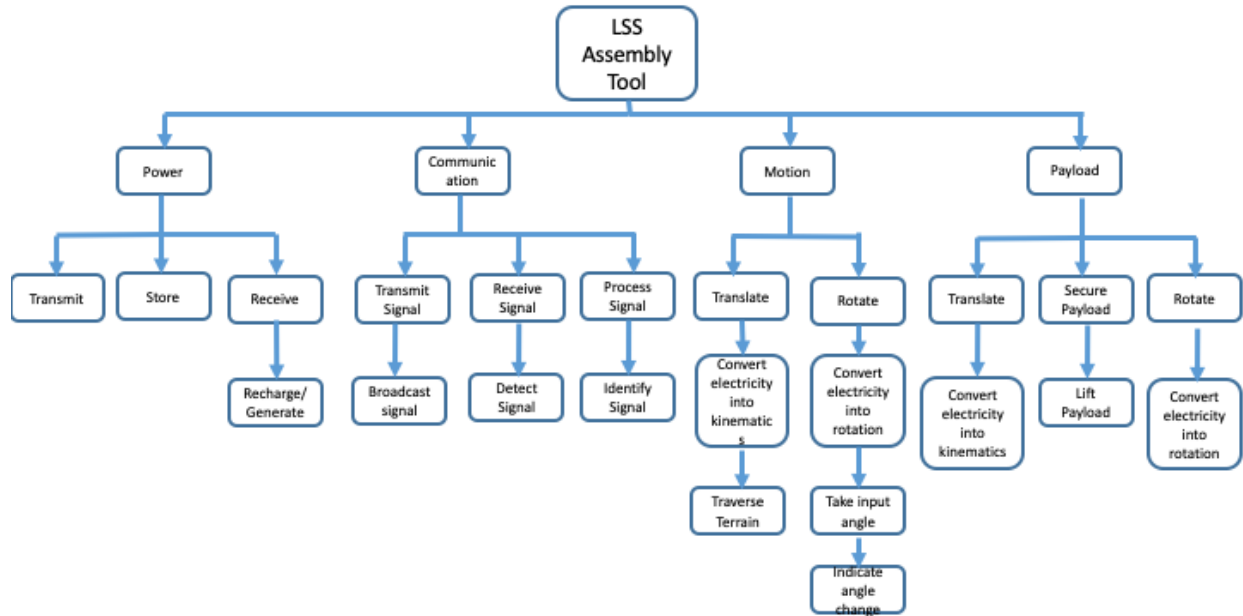 LSS
Assembly
Tool
Power
Communic
ation
Motion
Payload
Transmit
Store
Receive
Transmit
Signal
Receive
Signal
Process
Signal
Translate
Rotate
Translate
Secure
Payload
Rotate
Recharge/
Generate
Broadcast
signal
Detect
Signal
Identify
Signal
Convert
electricity
into
kinematic
s
Convert
electricity
into
rotation
Convert
electricity
into
kinematics
Lift
Payload
Convert
electricity
into
rotation
Traverse
Terrain
Take input
angle
Indicate
angle
change